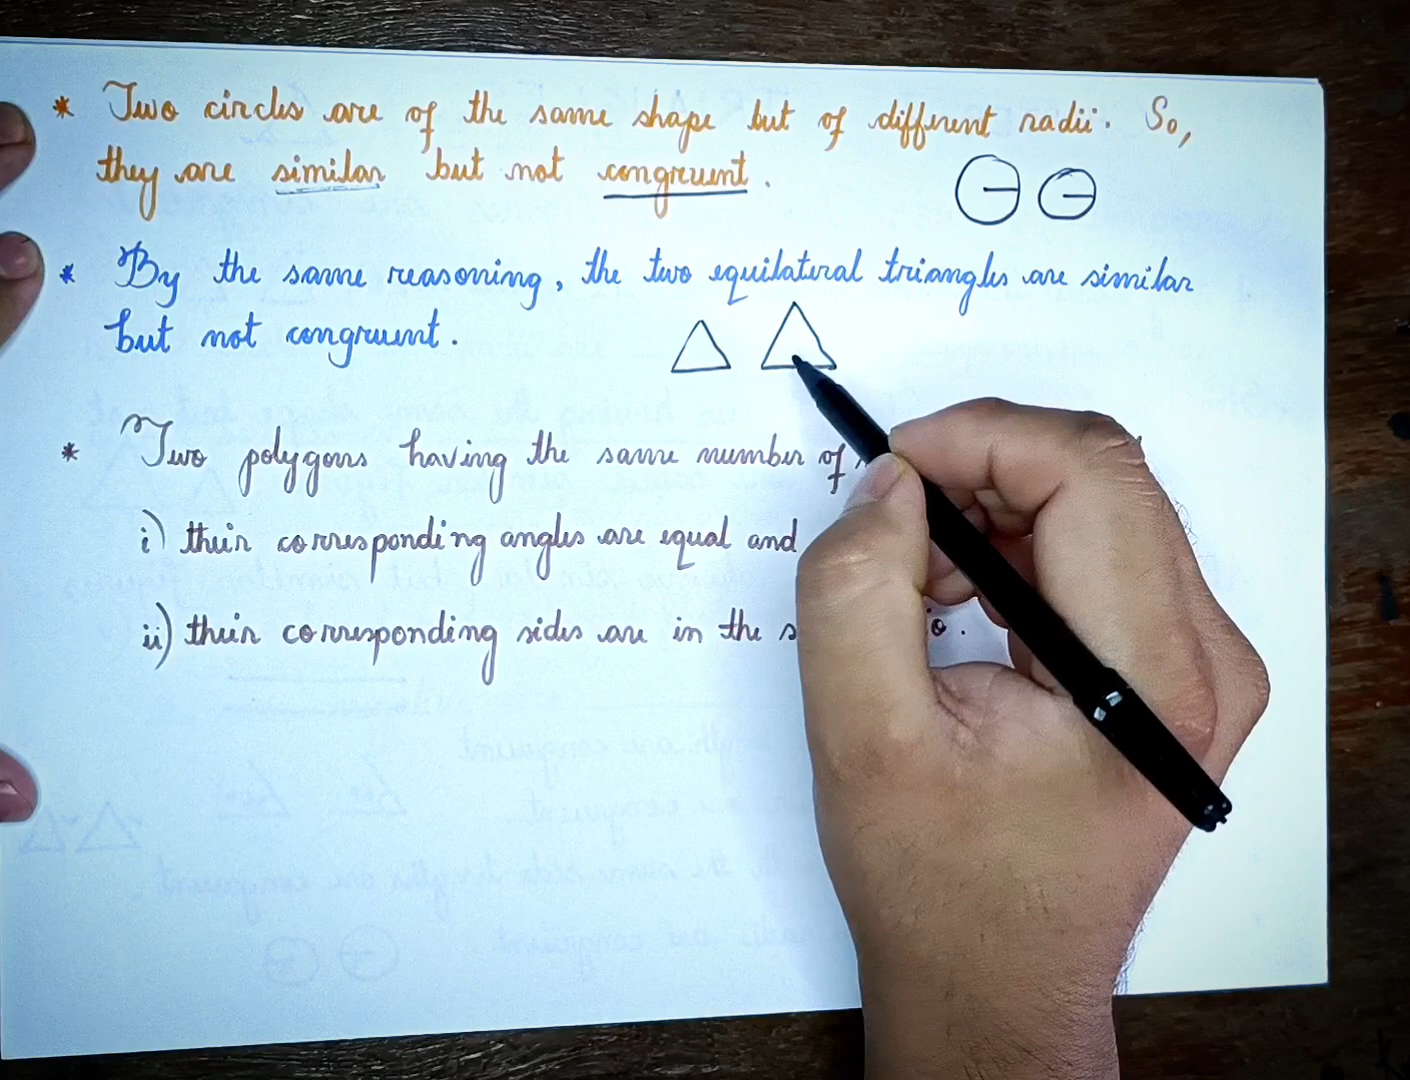 * Two circles are of the same shape but of different radii. So,
they are similar but not congruent.
* By the same reasoning, the two equilateral triangles are similar
but not congruent.
* Two polygons having the same number of
i) their corresponding angles are equal and
ii) their corresponding sides are in the s